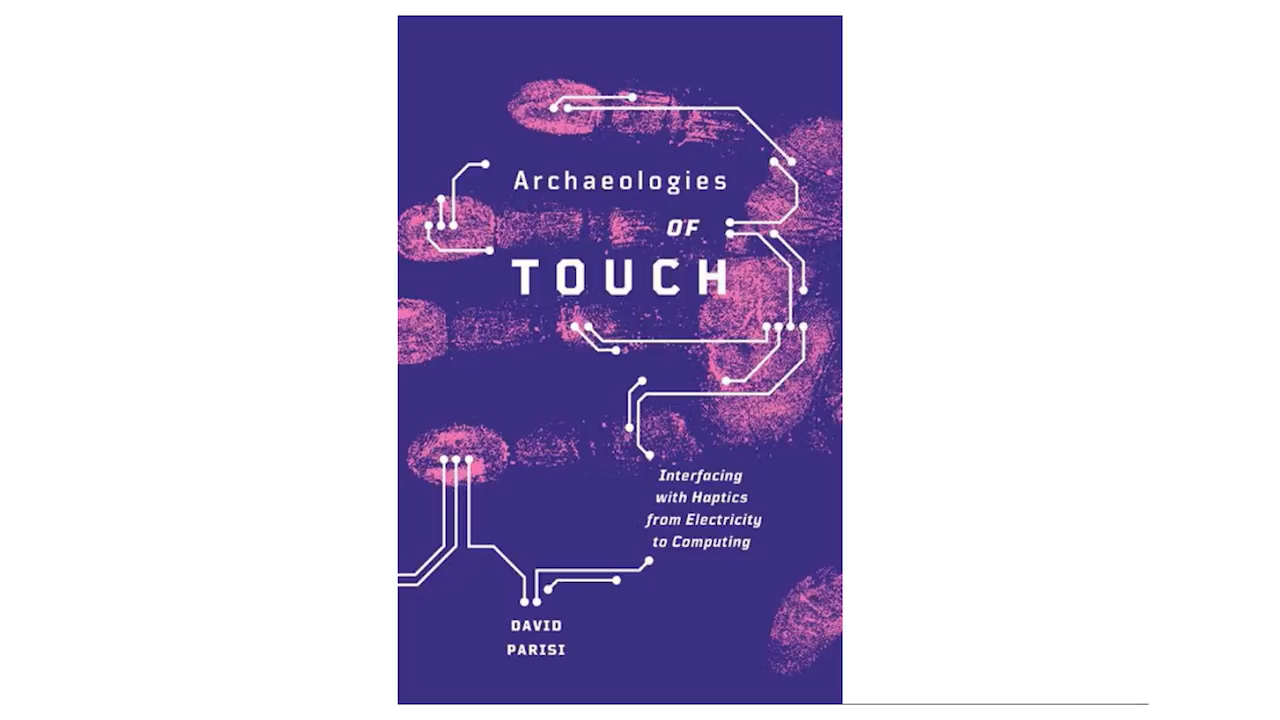 Archaeologies
OF
TOUCH
Interfacing
with Haptics
from Electricity
to Computing
DAVID
PARISI